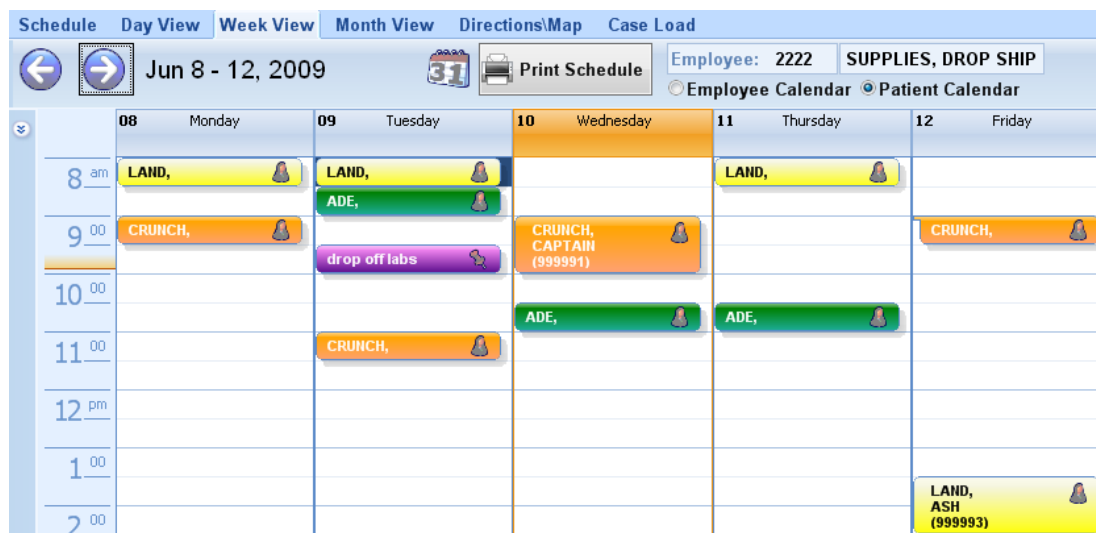 Schedule Day View Week View Month View Directions\Map Case Load
Jun 8 - 12, 2009
31
Print Schedule
Employee: 2222 SUPPLIES, DROP SHIP
Employee Calendar Patient Calendar
08 Monday 09 Tuesday 10 Wednesday 11 Thursday 12 Friday
8 am
LAND,
LAND,
LAND,
ADE,
9 00
CRUNCH,
CRUNCH,
CAPTAIN
(999991)
CRUNCH,
drop off labs
10 00
ADE,
ADE,
11 00
CRUNCH,
12 pm
1 00
LAND,
ASH
(999993)
2 00